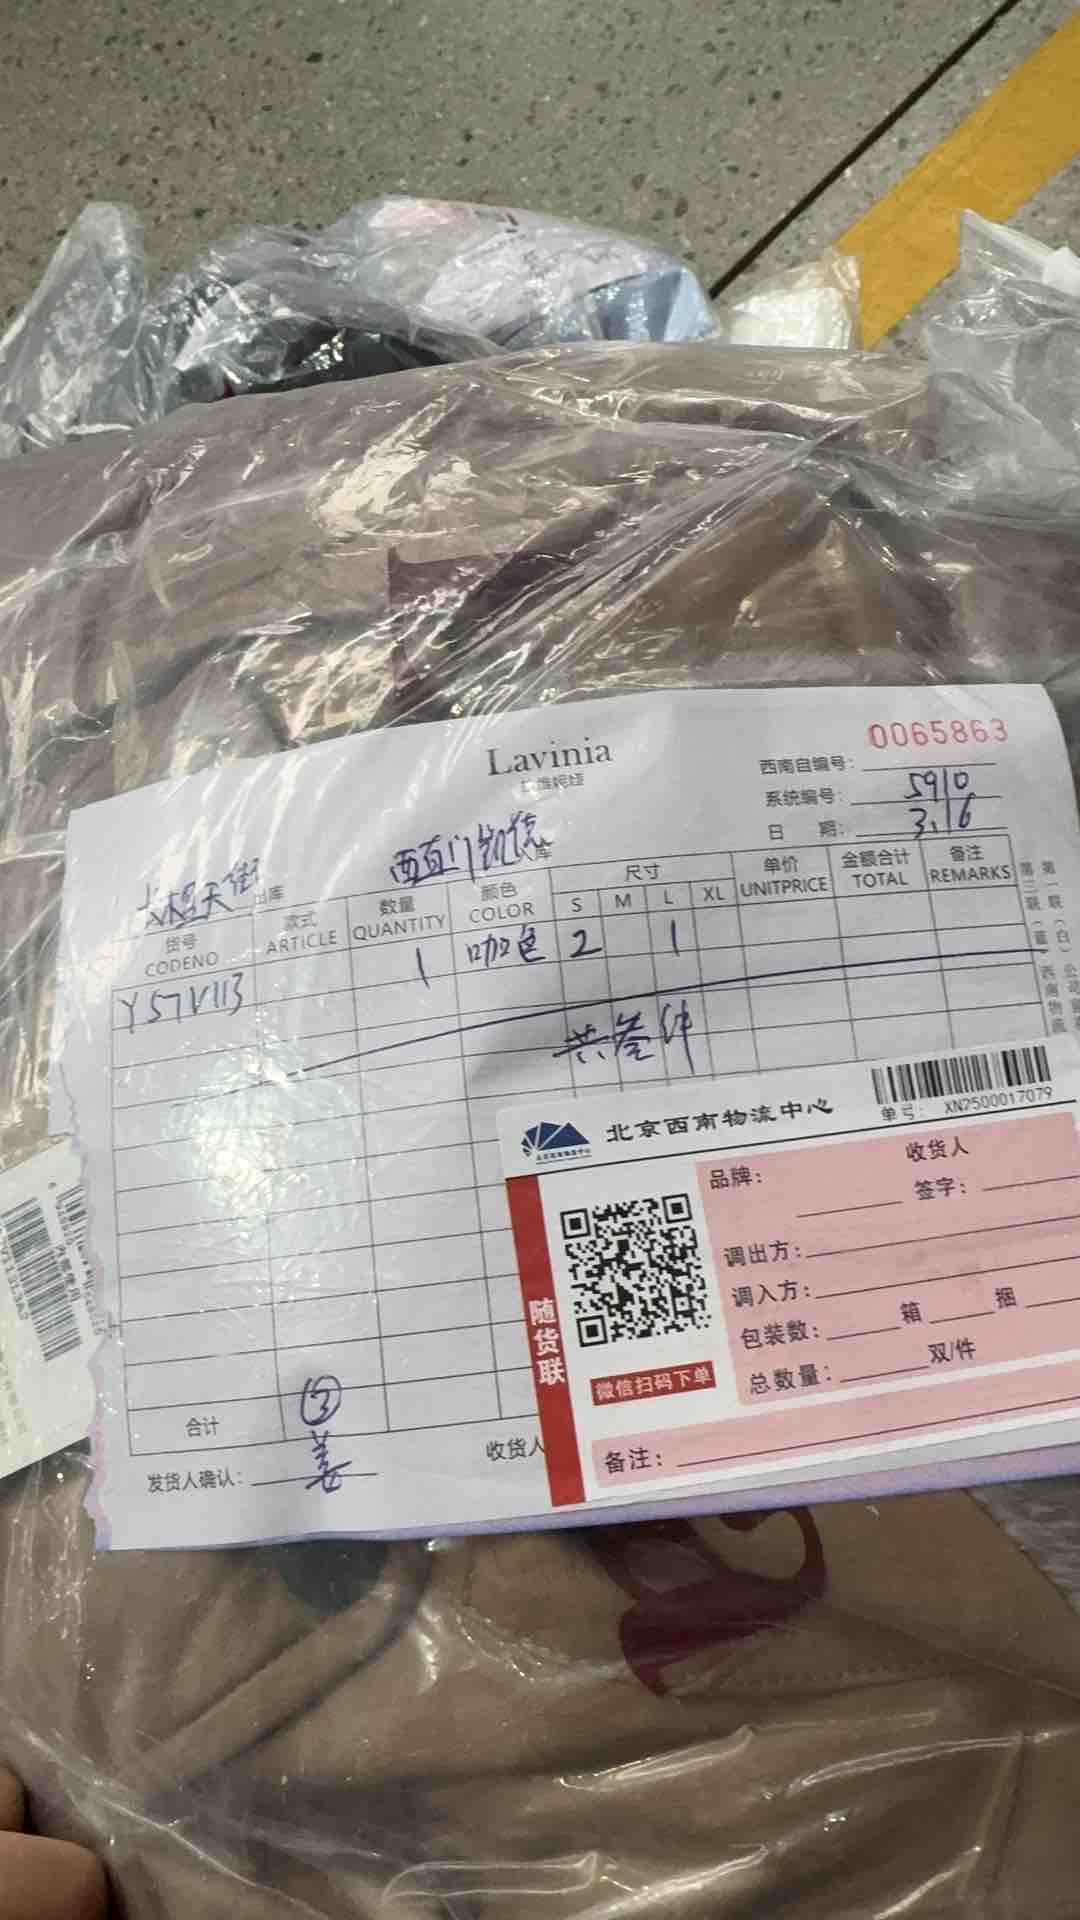 Lavinia
0065863
西南自编号：
系统编号： 5910
日 期： 3.16
长楹天街 出库
西直门凯德 库
货号 CODENO
款式 ARTICLE
数量 QUANTITY
颜色 COLOR
尺寸
S M L XL
单价 UNITPRICE
金额合计 TOTAL
备注 REMARKS
Y57V113 1 咖色 2 1
共叁件
合计 ③
发货人确认： 姜
收货人
北京西南物流中心
单号： XN2500017079
随货联
微信扫码下单
品牌：
收货人
签字：
调出方：
调入方：
包装数： 箱 捆
总数量： 双/件
备注：